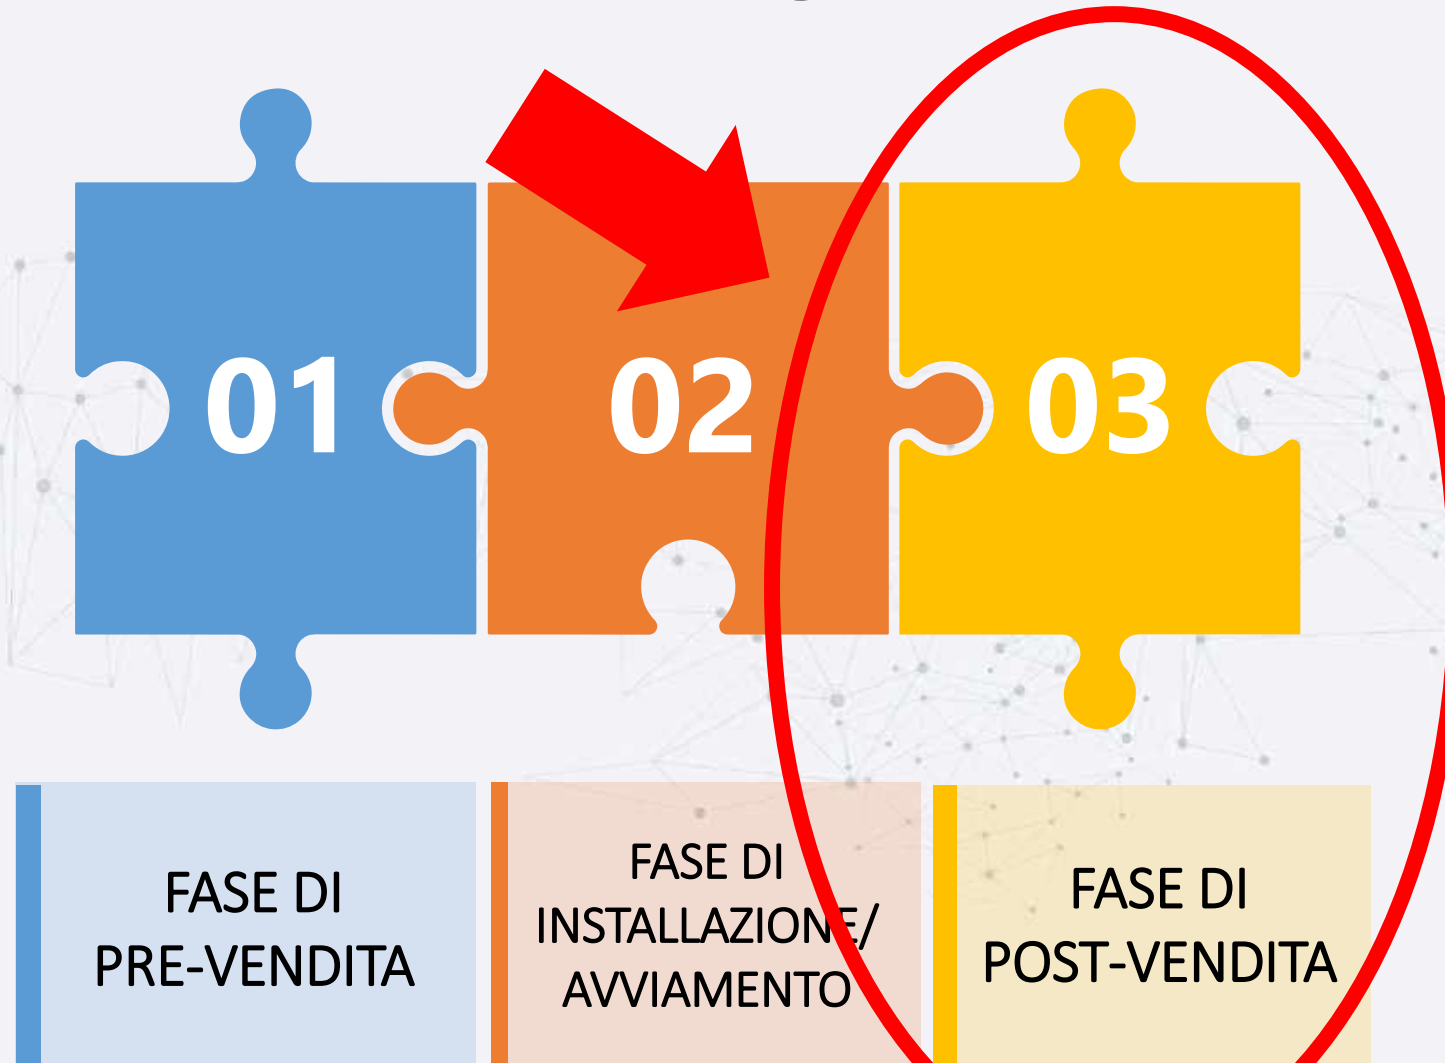 01
02
03
FASE DI
PRE-VENDITA
FASE DI
INSTALLAZIONE/
AVVIAMENTO
FASE DI
POST-VENDITA